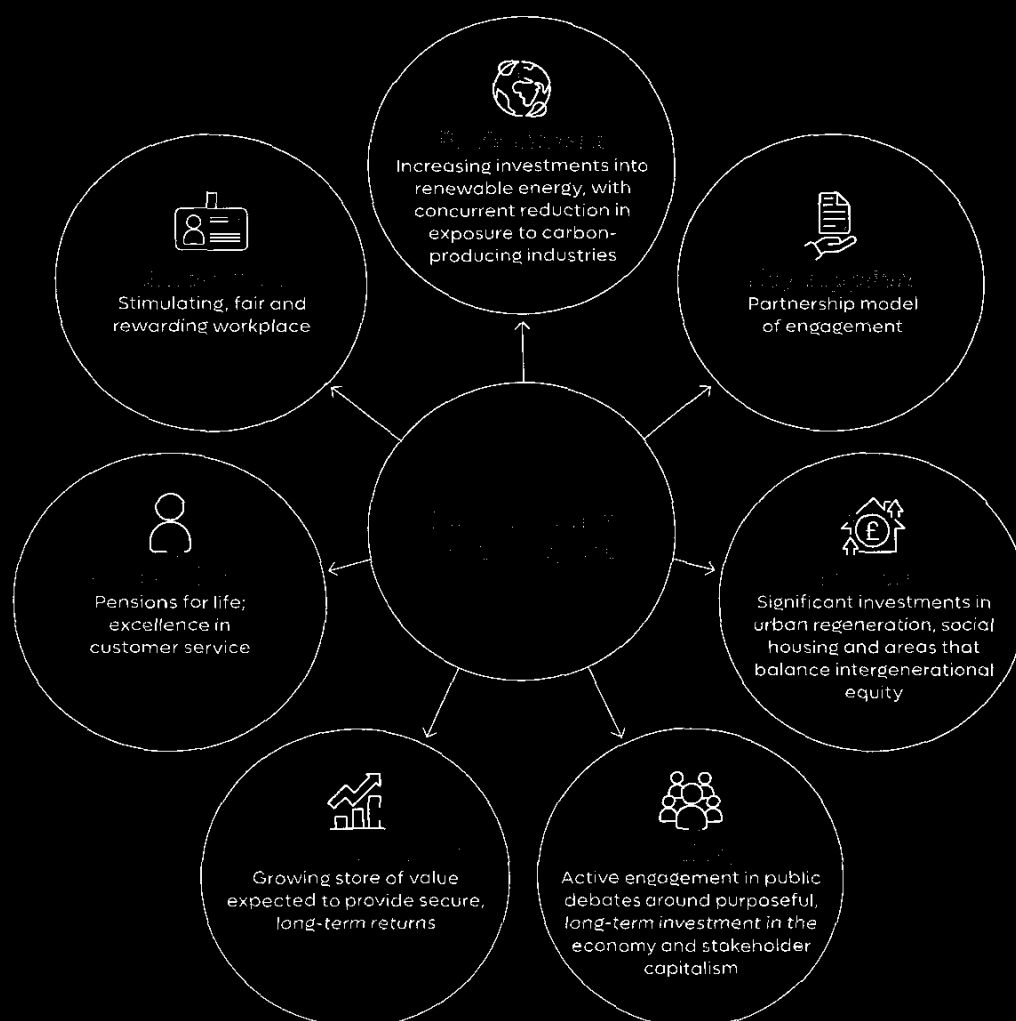 Increasing investments into
renewable energy, with
concurrent reduction in
exposure to carbon-
producing industries
Stimulating, fair and
rewarding workplace
Partnership model
of engagement
Pensions for life;
excellence in
customer service
£
Significant investments in
urban regeneration, social
housing and areas that
balance intergenerational
equity
Growing store of value
expected to provide secure,
long-term returns
Active engagement in public
debates around purposeful,
long-term investment in the
economy and stakeholder
capitalism